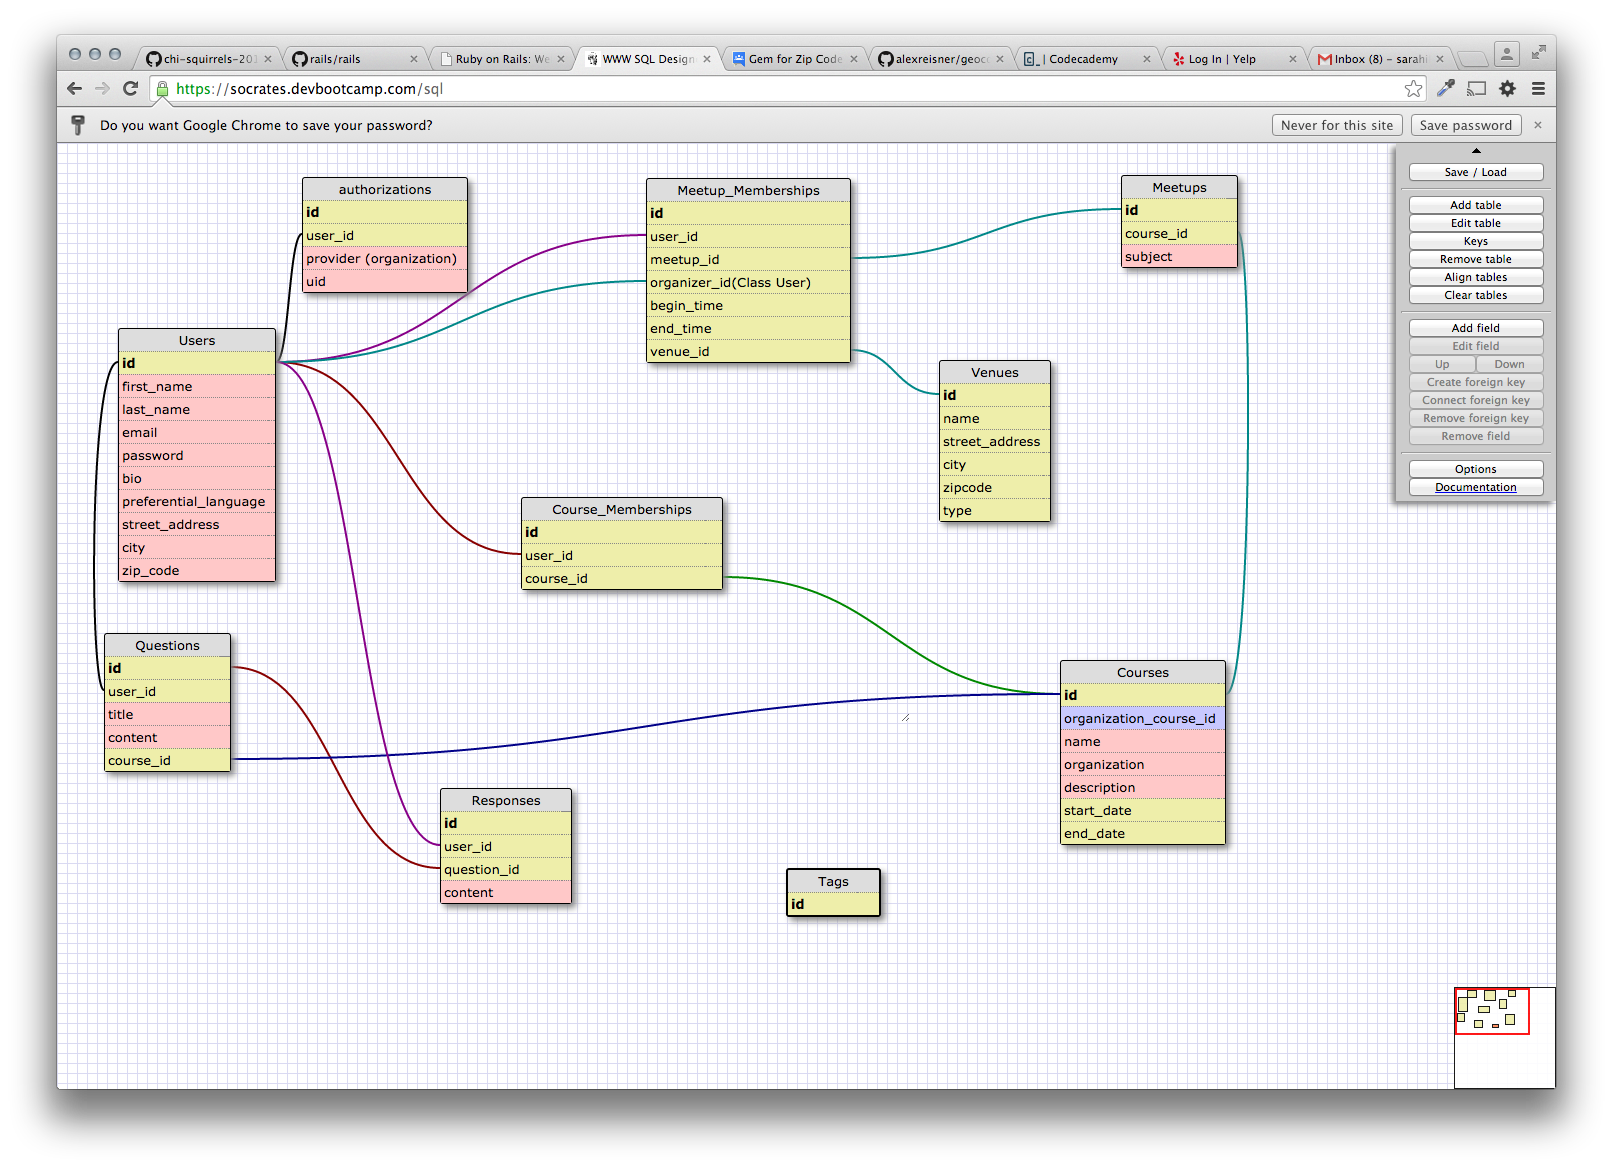 chi-squirrels-201
rails/rails
Ruby on Rails: We
WWW SQL Design
Gem for Zip Code
alexreisner/geoc
| Codecademy
Log In | Yelp
Inbox (8) – sarahi
https://socrates.devbootcamp.com/sql
Do you want Google Chrome to save your password?
Never for this site
Save password
authorizations
id
user_id
provider (organization)
uid
Meetup_Memberships
id
user_id
meetup_id
organizer_id(Class User)
begin_time
end_time
venue_id
Meetups
id
course_id
subject
Save / Load
Add table
Edit table
Keys
Remove table
Align tables
Clear tables
Add field
Edit field
Up Down
Create foreign key
Connect foreign key
Remove foreign key
Remove field
Options
Documentation
Users
id
first_name
last_name
email
password
bio
preferential_language
street_address
city
zip_code
Venues
id
name
street_address
city
zipcode
type
Course_Memberships
id
user_id
course_id
Questions
id
user_id
title
content
course_id
Courses
id
organization_course_id
name
organization
description
start_date
end_date
Responses
id
user_id
question_id
content
Tags
id